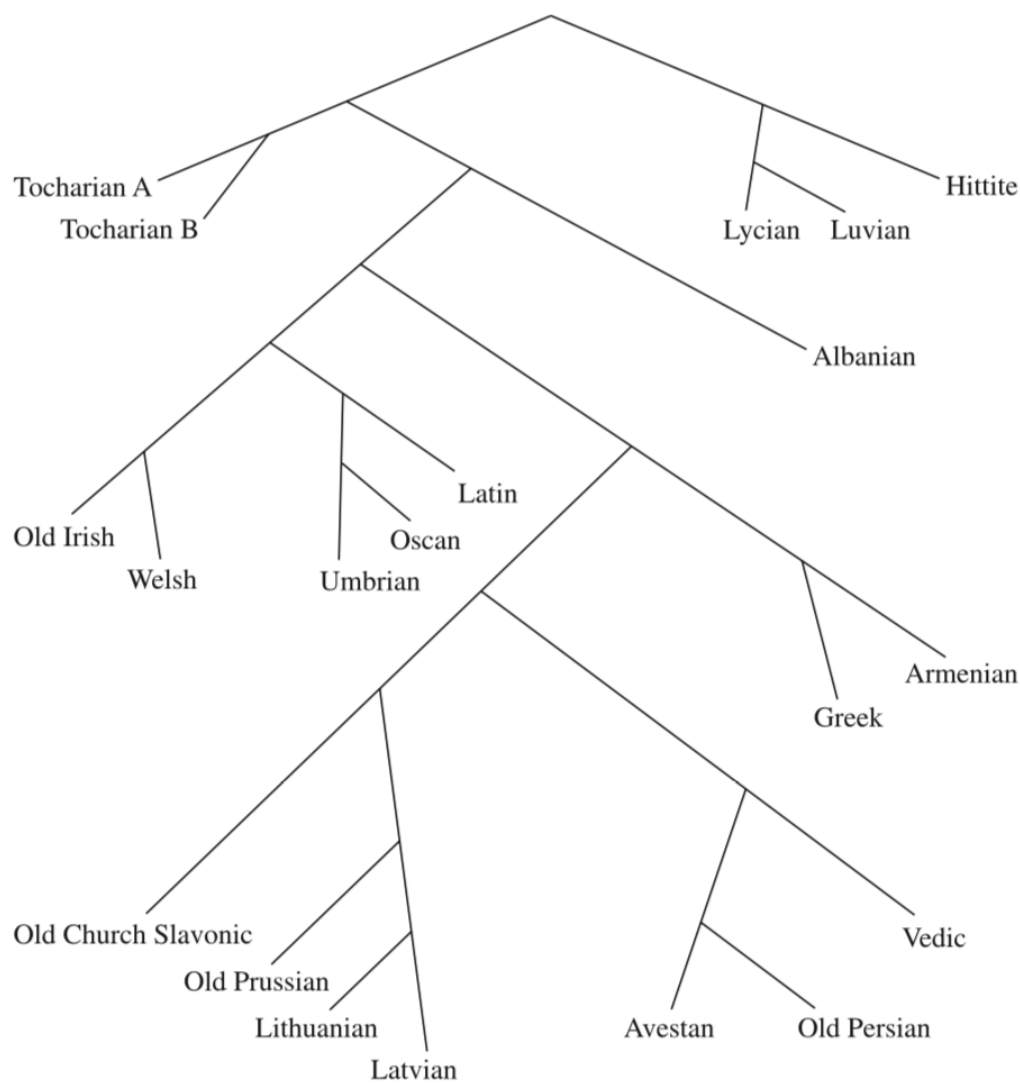 Tocharian A
Hittite
Tocharian B
Lycian
Luvian
Albanian
Latin
Old Irish
Oscan
Welsh
Umbrian
Armenian
Greek
Old Church Slavonic
Vedic
Old Prussian
Lithuanian
Avestan
Old Persian
Latvian